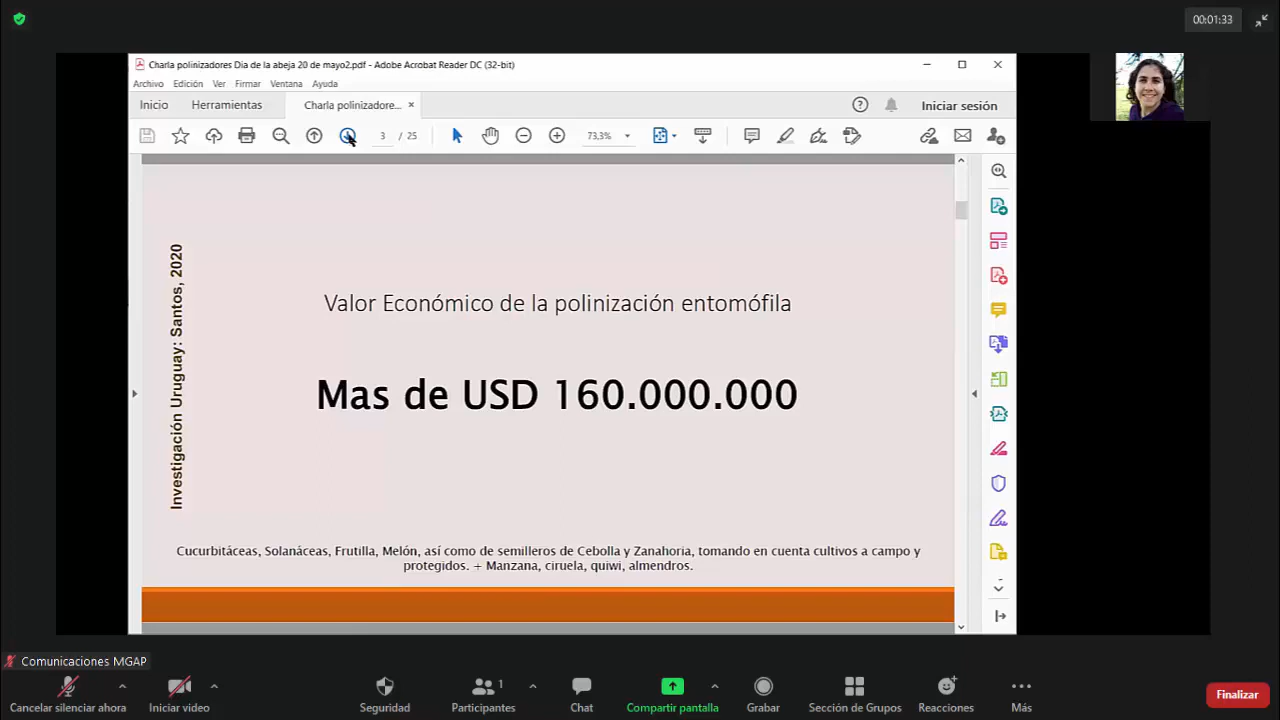 00:01:33
Charla polinizadores Dia de la abeja 20 de mayo2.pdf - Adobe Acrobat Reader DC (32-bit)
Archivo Edición Ver Firmar Ventana Ayuda
Inicio Herramientas Charla polinizadore... × Iniciar sesión
3 / 25 73,3%
Investigación Uruguay: Santos, 2020
Valor Económico de la polinización entomófila
Mas de USD 160.000.000
Cucurbitáceas, Solanáceas, Frutilla, Melón, así como de semilleros de Cebolla y Zanahoria, tomando en cuenta cultivos a campo y
protegidos. + Manzana, ciruela, quiwi, almendros.
Comunicaciones MGAP
1
Cancelar silenciar ahora Iniciar video Seguridad Participantes Chat Compartir pantalla Grabar Sección de Grupos Reacciones Más Finalizar